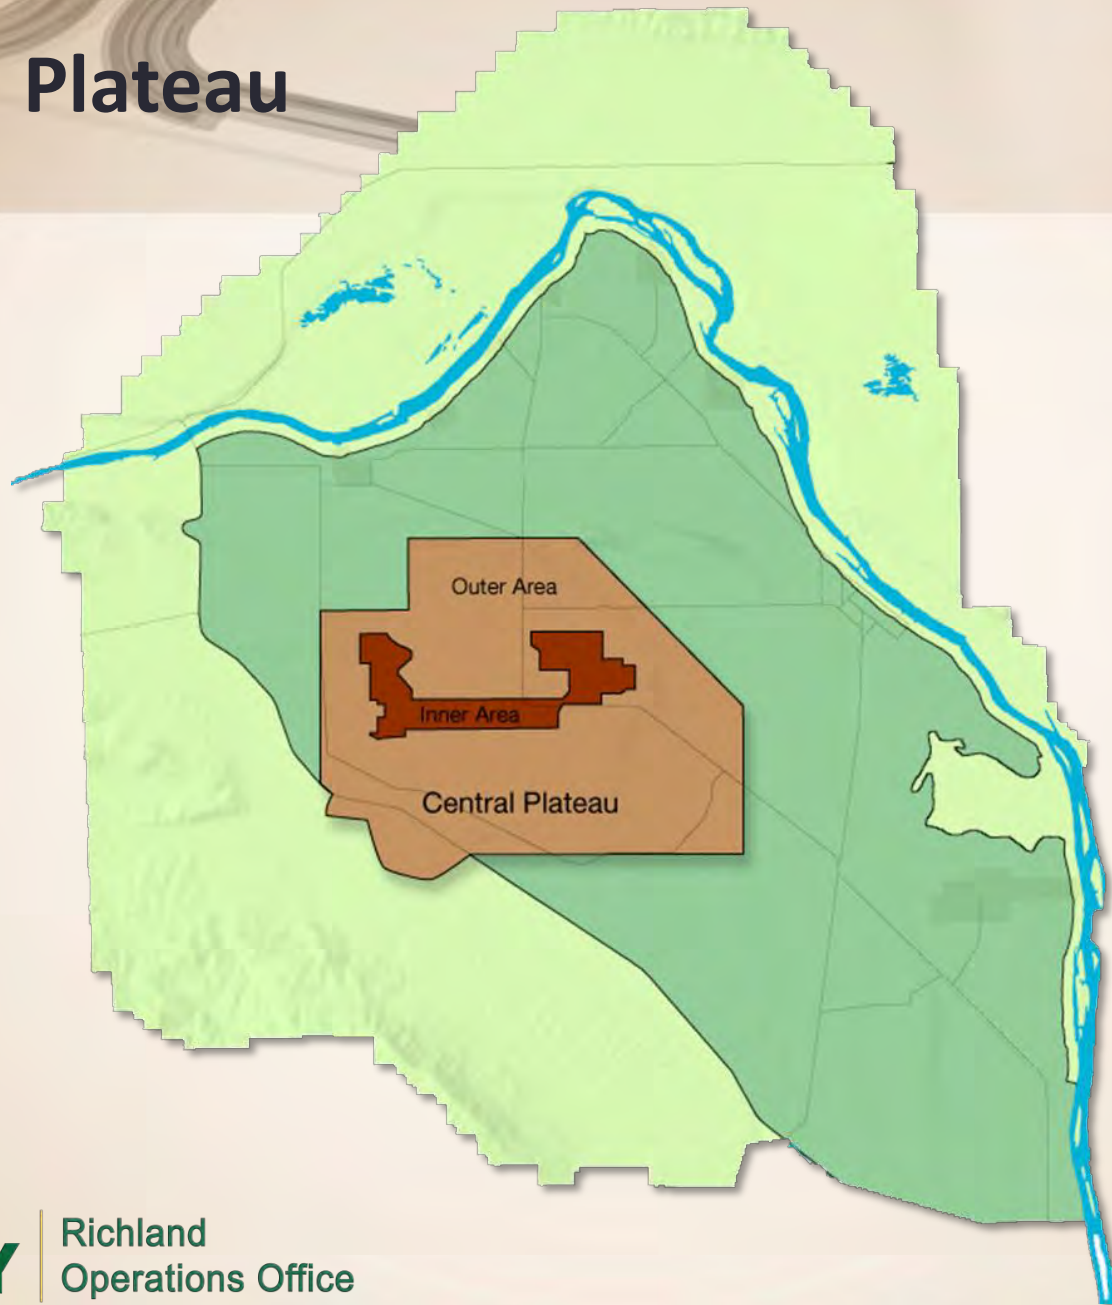 Plateau
Outer Area
Inner Area
Central Plateau
Richland
Operations Office